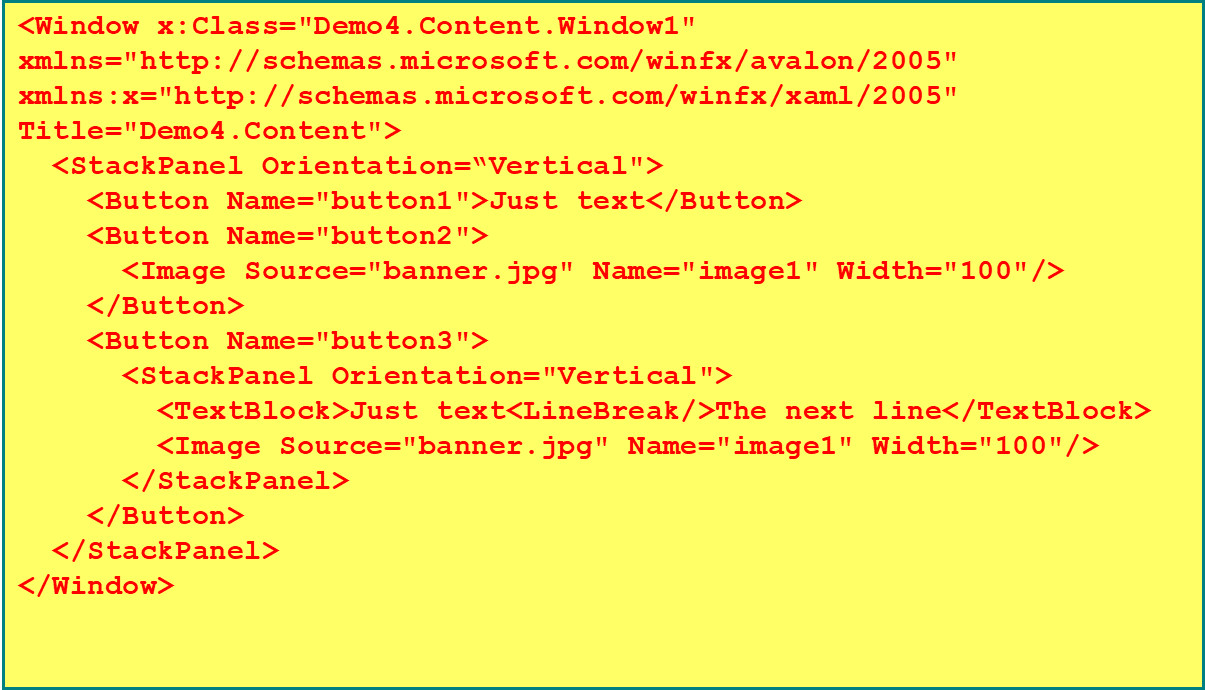 <Window x:Class="Demo4.Content.Window1"
xmlns="http://schemas.microsoft.com/winfx/avalon/2005"
xmlns:x="http://schemas.microsoft.com/winfx/xaml/2005"
Title="Demo4.Content">
  <StackPanel Orientation=“Vertical">
    <Button Name="button1">Just text</Button>
    <Button Name="button2">
      <Image Source="banner.jpg" Name="image1" Width="100"/>
    </Button>
    <Button Name="button3">
      <StackPanel Orientation="Vertical">
        <TextBlock>Just text<LineBreak/>The next line</TextBlock>
        <Image Source="banner.jpg" Name="image1" Width="100"/>
      </StackPanel>
    </Button>
  </StackPanel>
</Window>